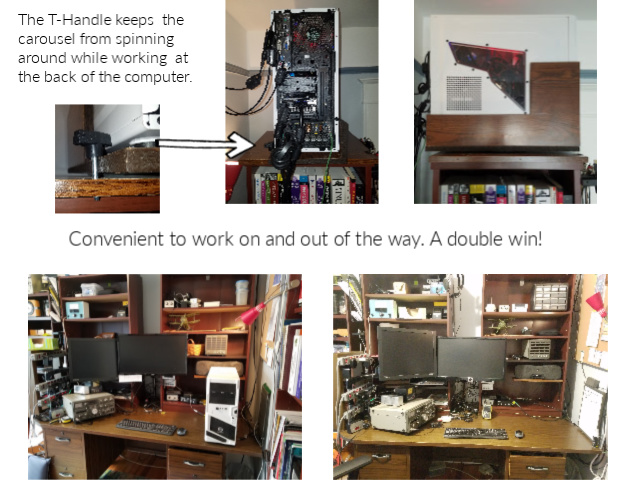 The T-Handle keeps the
carousel from spinning
around while working at
the back of the computer.
Convenient to work on and out of the way. A double win!